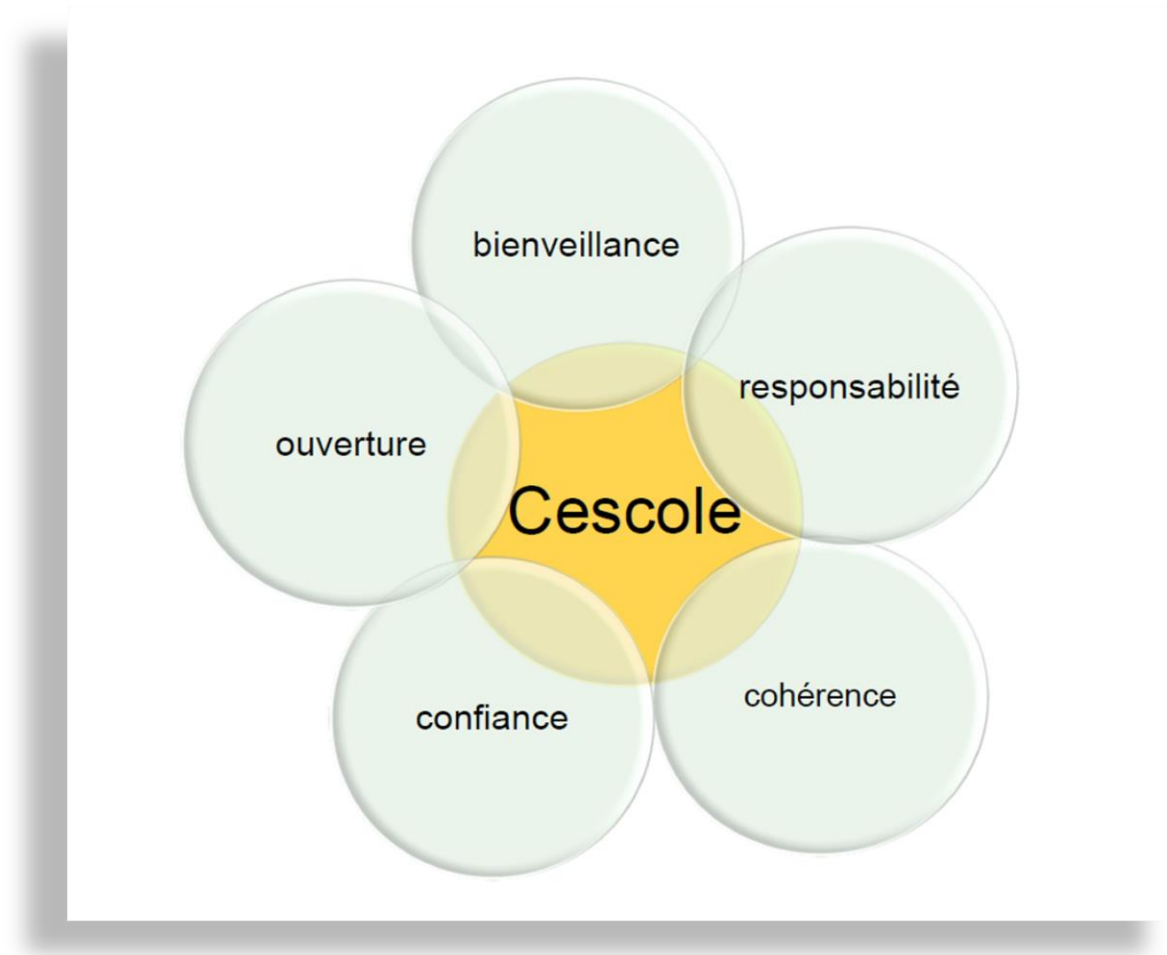 bienveillance
responsabilité
ouverture
Cescole
cohérence
confiance